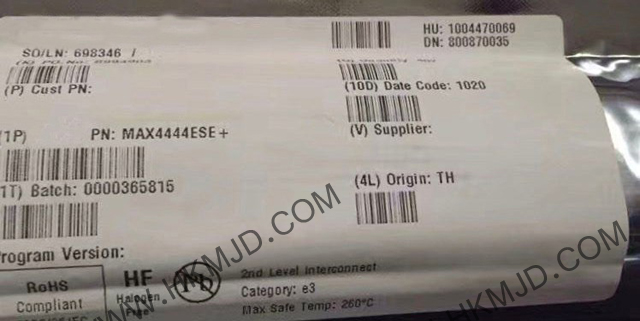 HU: 1004470069
DN: 800870035
SO/LN: 698346 /
(P) Cust PN:
(10D) Date Code: 1020
(1P) PN: MAX4444ESE+
(V) Supplier:
1T) Batch: 0000365815
(4L) Origin: TH
Program Version:
RoHS
Compliant
HF
Halogen
Free
2nd Level Interconnect
Category: e3
Max Safe Temp: 260°C
WWW.HKMJD.COM
HKMJD.COM